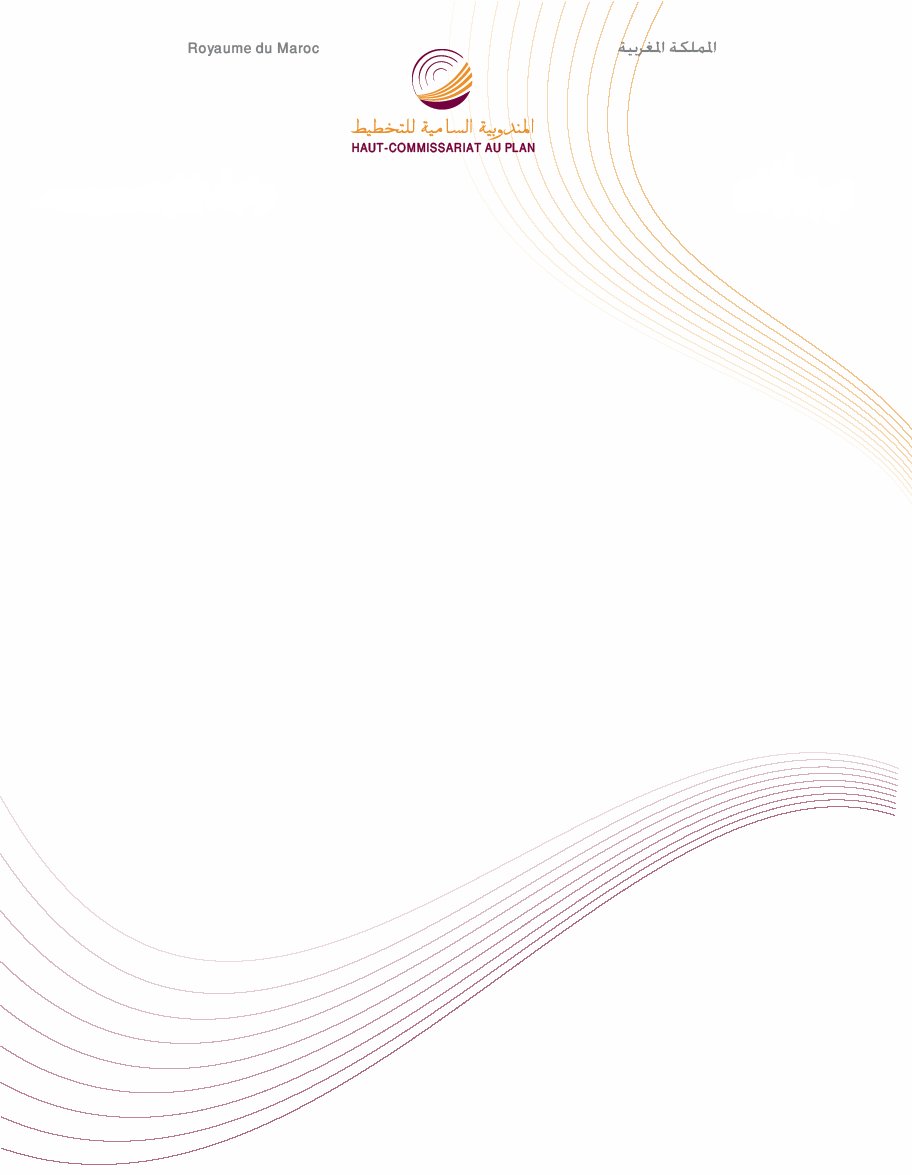 Royaume du Maroc
المملكة المغربية
المندوبية السامية للتخطيط
HAUT-COMMISSARIAT AU PLAN